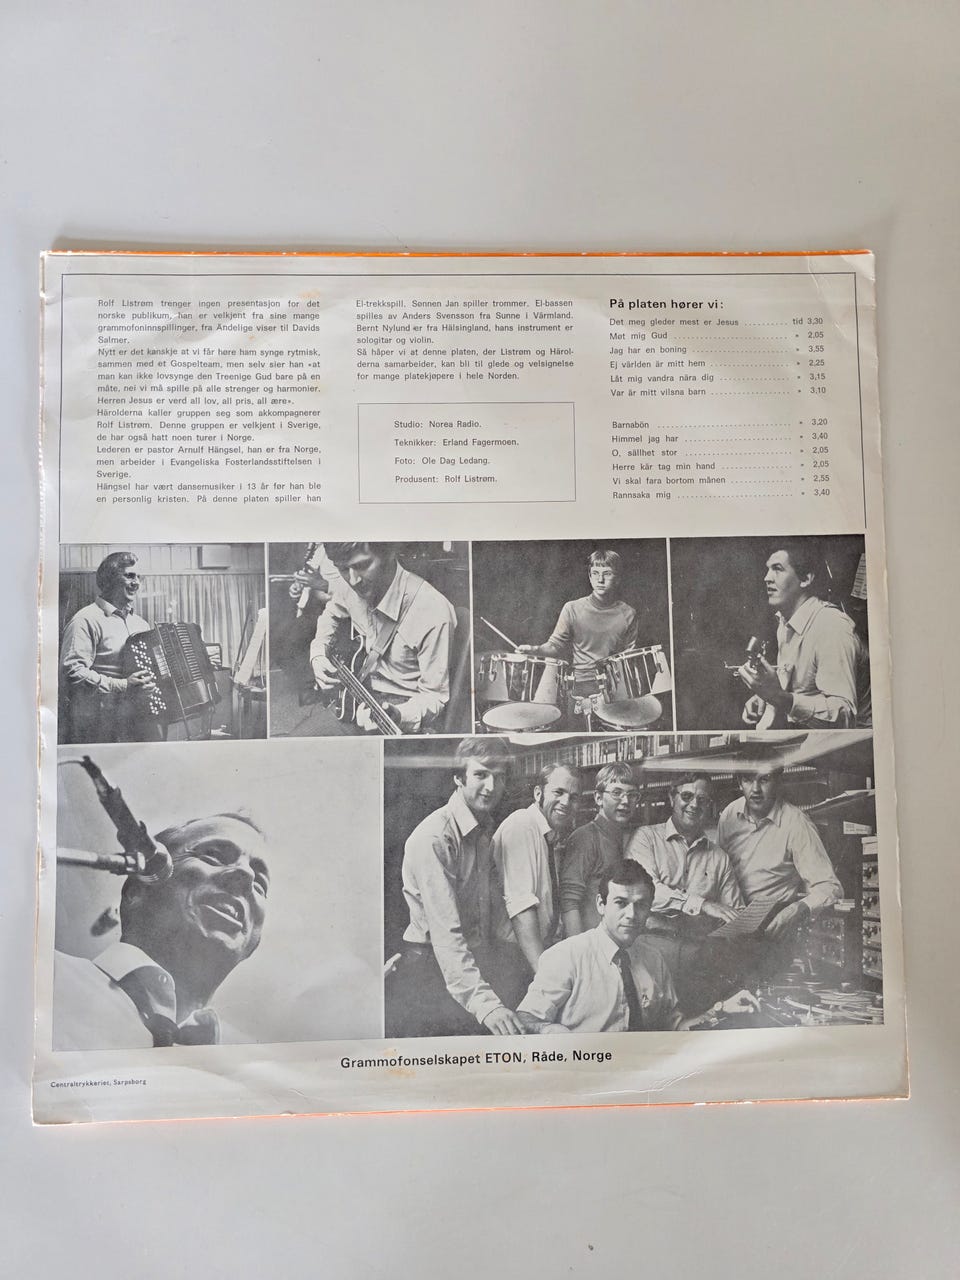 Rolf Listrøm trenger ingen presentasjon for det
norske publikum, han er velkjent fra sine mange
grammofoninnspillinger, fra Åndelige viser til Davids
Salmer.
Nytt er det kanskje at vi får høre ham synge rytmisk,
sammen med et Gospelteam, men selv sier han «at
man kan ikke lovsynge den Treenige Gud bare på en
måte, nei vi må spille på alle strenger og harmonier.
Herren Jesus er verd all lov, all pris, all ære».
Härolderna kaller gruppen seg som akkompagnerer
Rolf Listrøm. Denne gruppen er velkjent i Sverige,
de har også hatt noen turer i Norge.
Lederen er pastor Arnulf Hängsel, han er fra Norge,
men arbeider i Evangeliska Fosterlandsstiftelsen i
Sverige.
Hängsel har vært dansemusiker i 13 år før han ble
en personlig kristen. På denne platen spiller han
El-trekkspill. Sønnen Jan spiller trommer. El-bassen
spilles av Anders Svensson fra Sunne i Värmland.
Bernt Nylund er fra Hälsingland, hans instrument er
sologitar og violin.
Så håper vi at denne platen, der Listrøm og Härol-
derna samarbeider, kan bli til glede og velsignelse
for mange platekjøpere i hele Norden.
Studio: Norea Radio.
Tekniker: Erland Fagermoen.
Foto: Ole Dag Ledang.
Produsent: Rolf Listrøm.
På platen hører vi:
Det meg gleder mest er Jesus .......... tid 3,30
Møt mig Gud .......... » 2,05
Jag har en boning .......... » 3,55
Ej världen är mitt hem .......... » 2,25
Låt mig vandra nära dig .......... » 3,15
Var är mitt vilsna barn .......... » 3,10
Barnabön .......... » 3,20
Himmel jag har .......... » 3,40
O, sällhet stor .......... » 2,05
Herre kär tag min hand .......... » 2,05
Vi skal fara bortom månen .......... » 2,55
Rannsaka mig .......... » 3,40
Grammofonselskapet ETON, Råde, Norge
Centraltrykkeriet, Sarpsborg